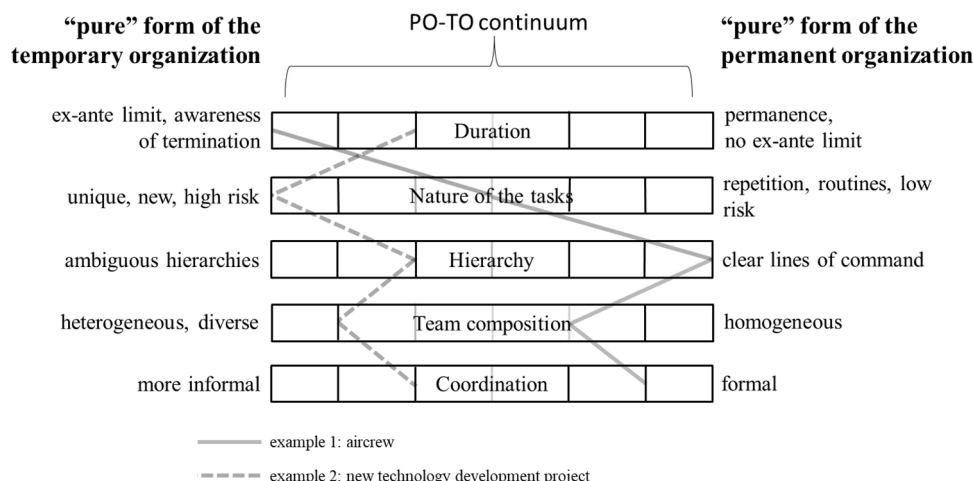 “pure” form of the
temporary organization
PO-TO continuum
“pure” form of the
permanent organization
ex-ante limit, awareness
of termination
Duration
permanence,
no ex-ante limit
unique, new, high risk
Nature of the tasks
repetition, routines, low
risk
ambiguous hierarchies
Hierarchy
clear lines of command
heterogeneous, diverse
Team composition
homogeneous
more informal
Coordination
formal
example 1: aircrew
example 2: new technology development project